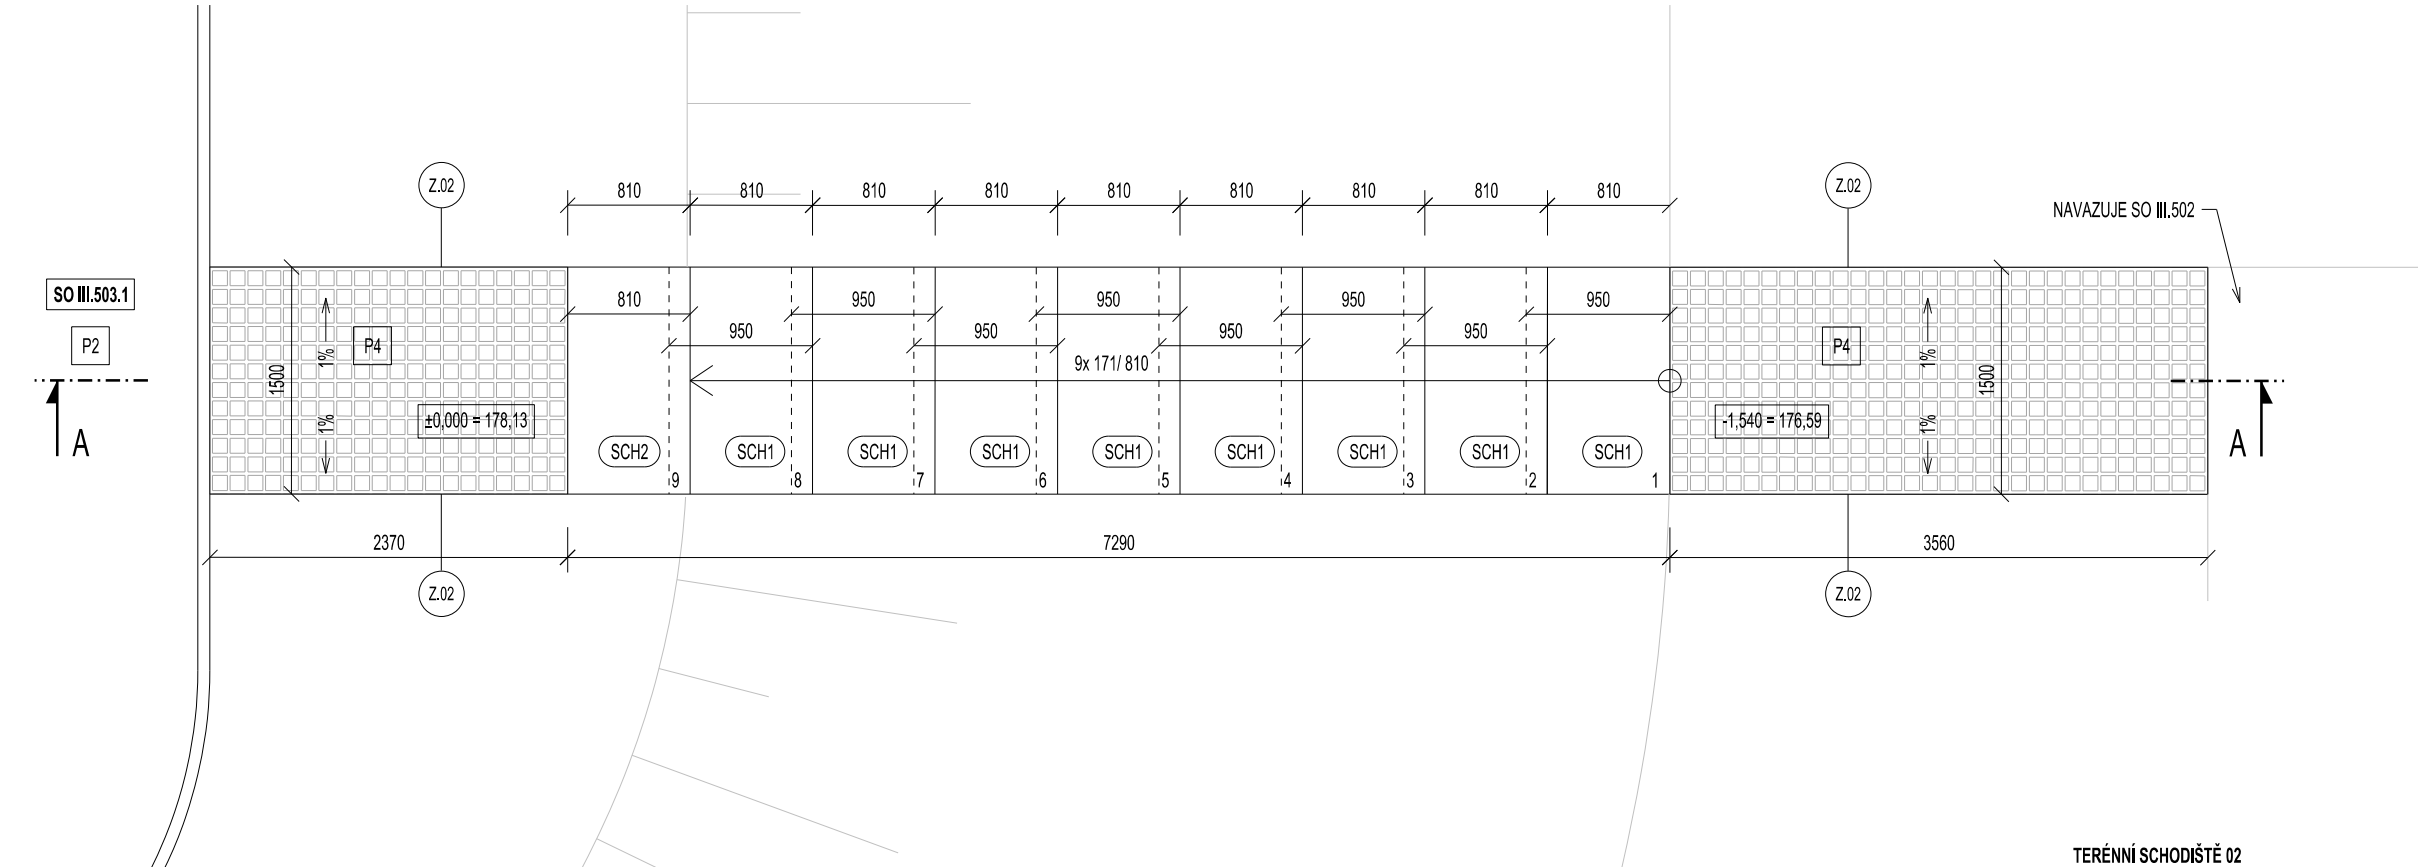 810 810 810 810 810 810 810 810 810
Z.02
Z.02
NAVAZUJE SO III.502
SO III.503.1
P2
A
1500
1%
1%
P4
±0,000 = 178,13
810 950 950 950 950
950 950 950 950
9x 171/ 810
SCH2 SCH1 SCH1 SCH1 SCH1 SCH1 SCH1 SCH1 SCH1
9 8 7 6 5 4 3 2 1
P4
-1,540 = 176,59
1%
1%
1500
A
2370 7290 3560
Z.02
Z.02
TERÉNNÍ SCHODIŠTĚ 02